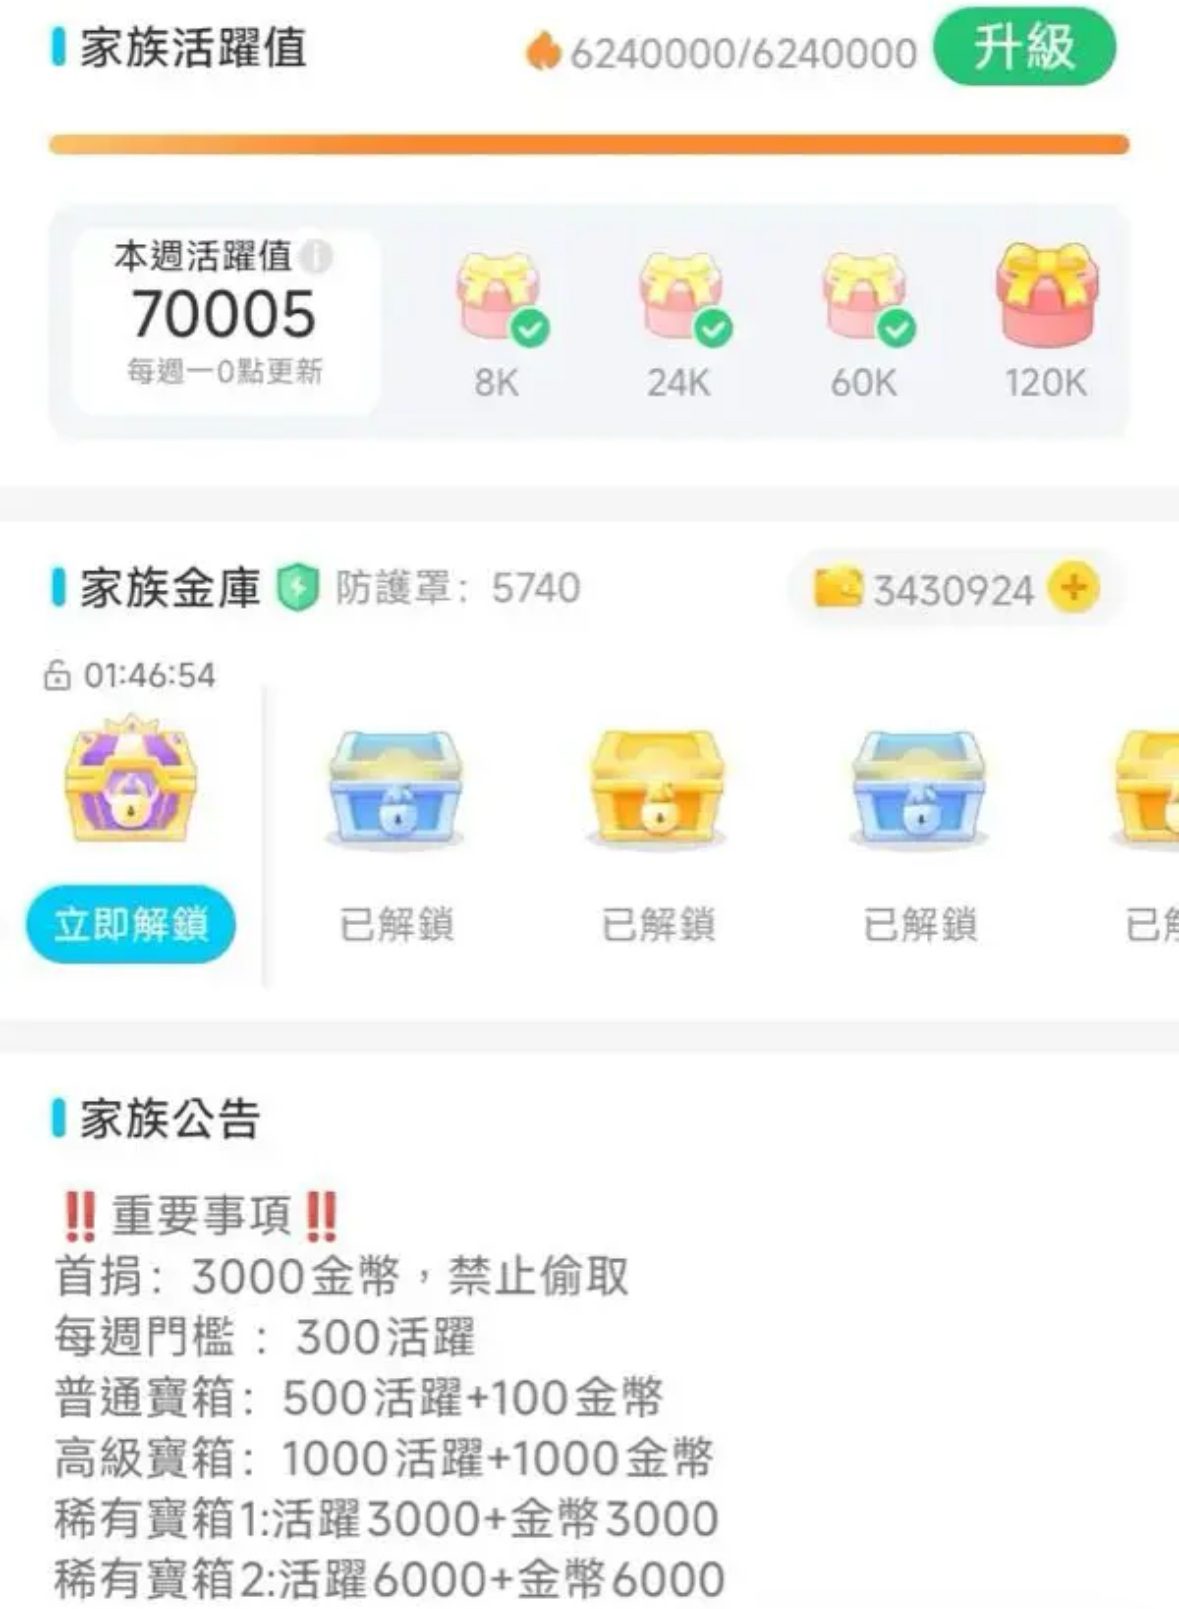 家族活躍值
6240000/6240000
升級
本週活躍值
70005
每週一0點更新
8K
24K
60K
120K
家族金庫
防護罩：5740
3430924
01:46:54
立即解鎖
已解鎖
已解鎖
已解鎖
已
家族公告
‼️重要事項‼️
首捐：3000金幣，禁止偷取
每週門檻 ：300活躍
普通寶箱：500活躍+100金幣
高級寶箱：1000活躍+1000金幣
稀有寶箱1:活躍3000+金幣3000
稀有寶箱2:活躍6000+金幣6000